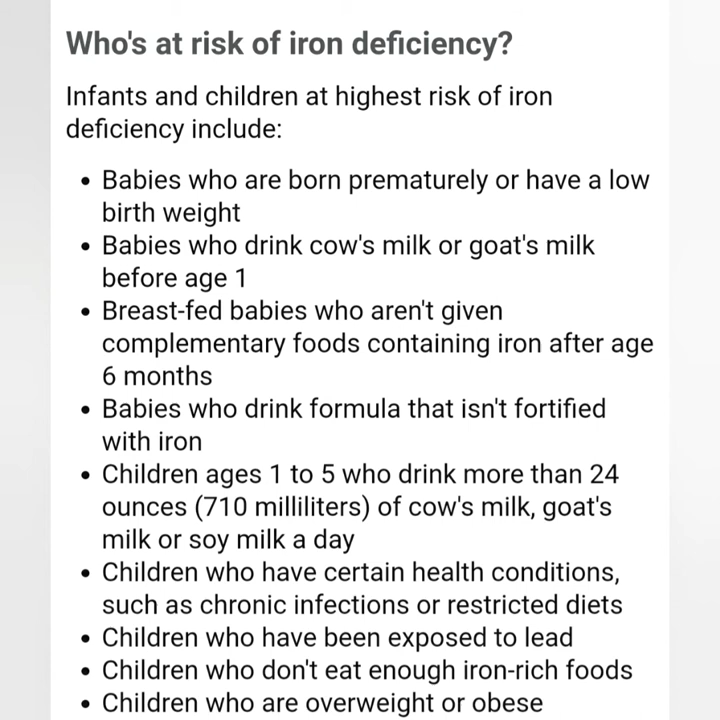 Who's at risk of iron deficiency?
Infants and children at highest risk of iron
deficiency include:
• Babies who are born prematurely or have a low
birth weight
• Babies who drink cow's milk or goat's milk
before age 1
• Breast-fed babies who aren't given
complementary foods containing iron after age
6 months
• Babies who drink formula that isn't fortified
with iron
• Children ages 1 to 5 who drink more than 24
ounces (710 milliliters) of cow's milk, goat's
milk or soy milk a day
• Children who have certain health conditions,
such as chronic infections or restricted diets
• Children who have been exposed to lead
• Children who don't eat enough iron-rich foods
• Children who are overweight or obese